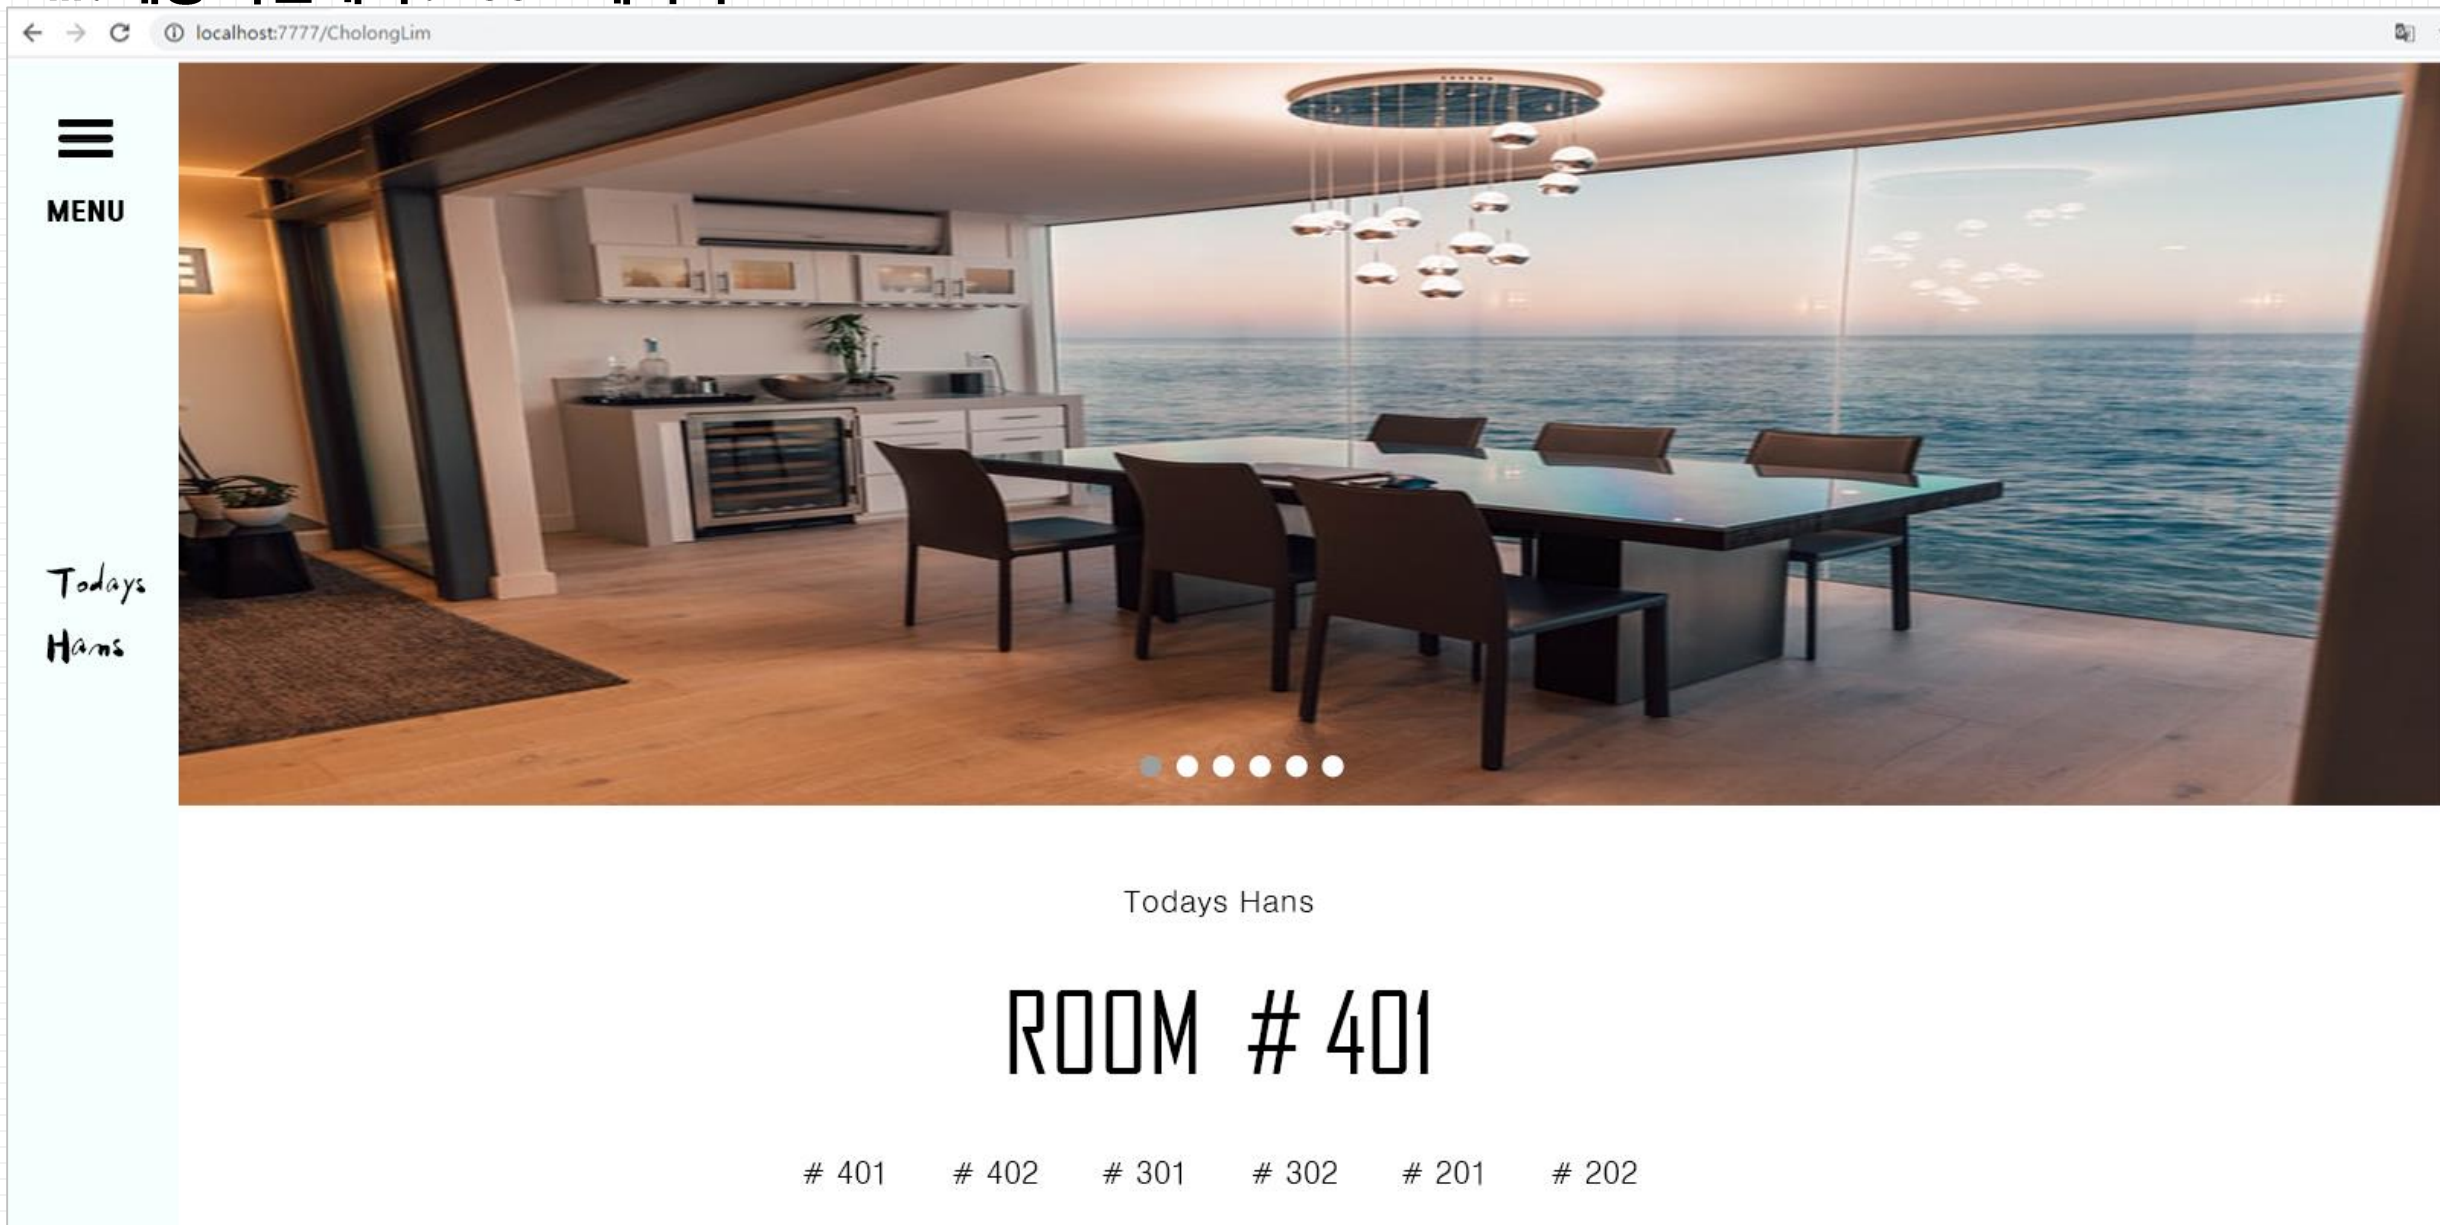 localhost:7777/CholongLim
MENU
Todays
Hans
Todays Hans
ROOM # 401
# 401 # 402 # 301 # 302 # 201 # 202